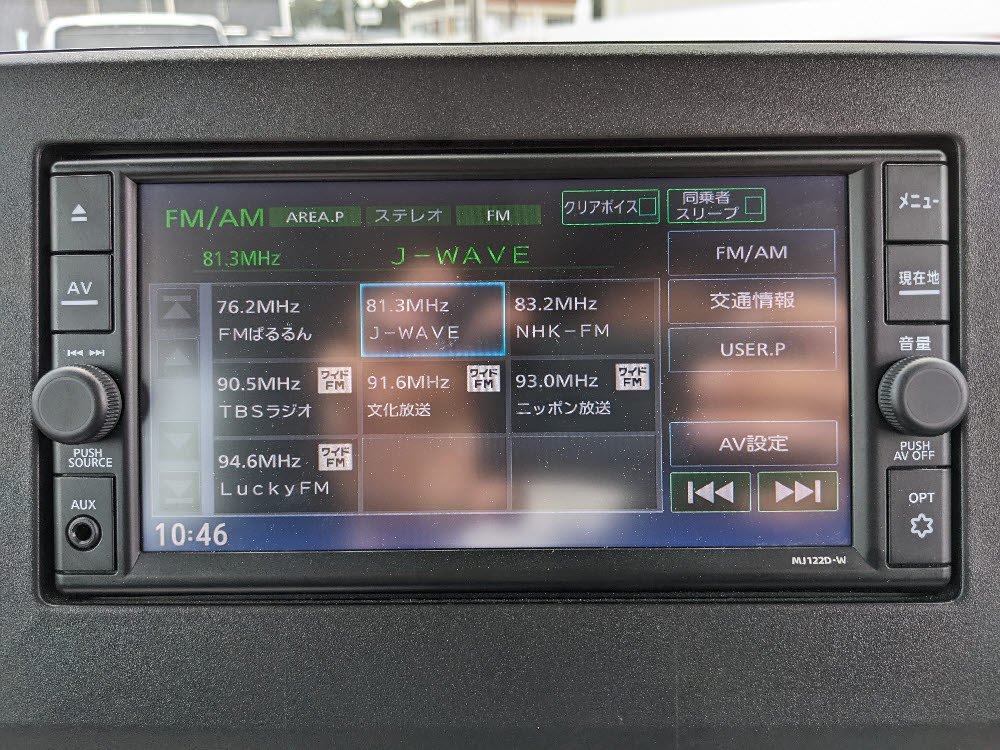 FM/AM AREA.P ステレオ FM クリアボイス 同乗者
スリープ メニュー
81.3MHz J-WAVE FM/AM
AV 現在地
76.2MHz 81.3MHz 83.2MHz 交通情報
FMぱるるん J-WAVE NHK-FM
USER.P 音量
90.5MHz ワイド
FM 91.6MHz ワイド
FM 93.0MHz ワイド
FM
TBSラジオ 文化放送 ニッポン放送
AV設定
PUSH
SOURCE
94.6MHz ワイド
FM
LuckyFM
PUSH
AV OFF
AUX
OPT
10:46
MJ122D-W